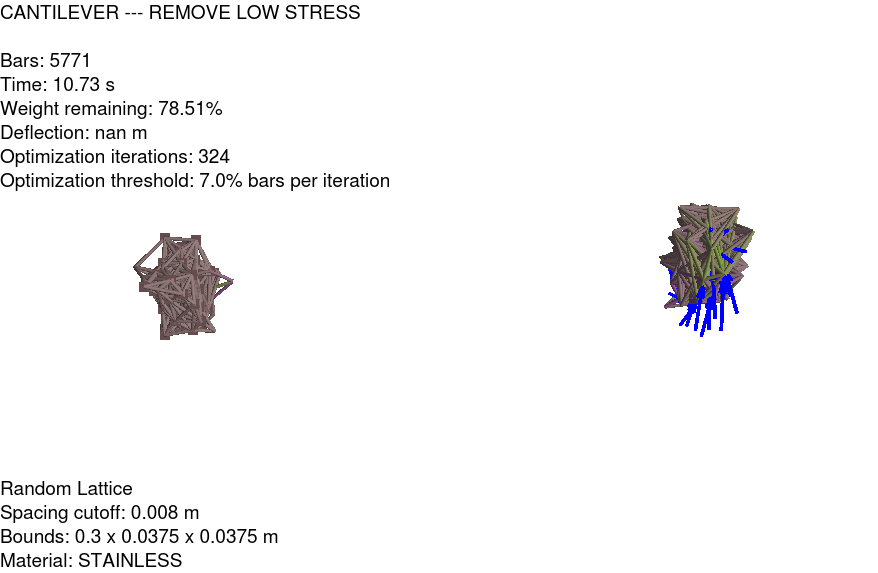 CANTILEVER --- REMOVE LOW STRESS
Bars: 5771
Time: 10.73 s
Weight remaining: 78.51%
Deflection: nan m
Optimization iterations: 324
Optimization threshold: 7.0% bars per iteration
Random Lattice
Spacing cutoff: 0.008 m
Bounds: 0.3 x 0.0375 x 0.0375 m
Material: STAINLESS